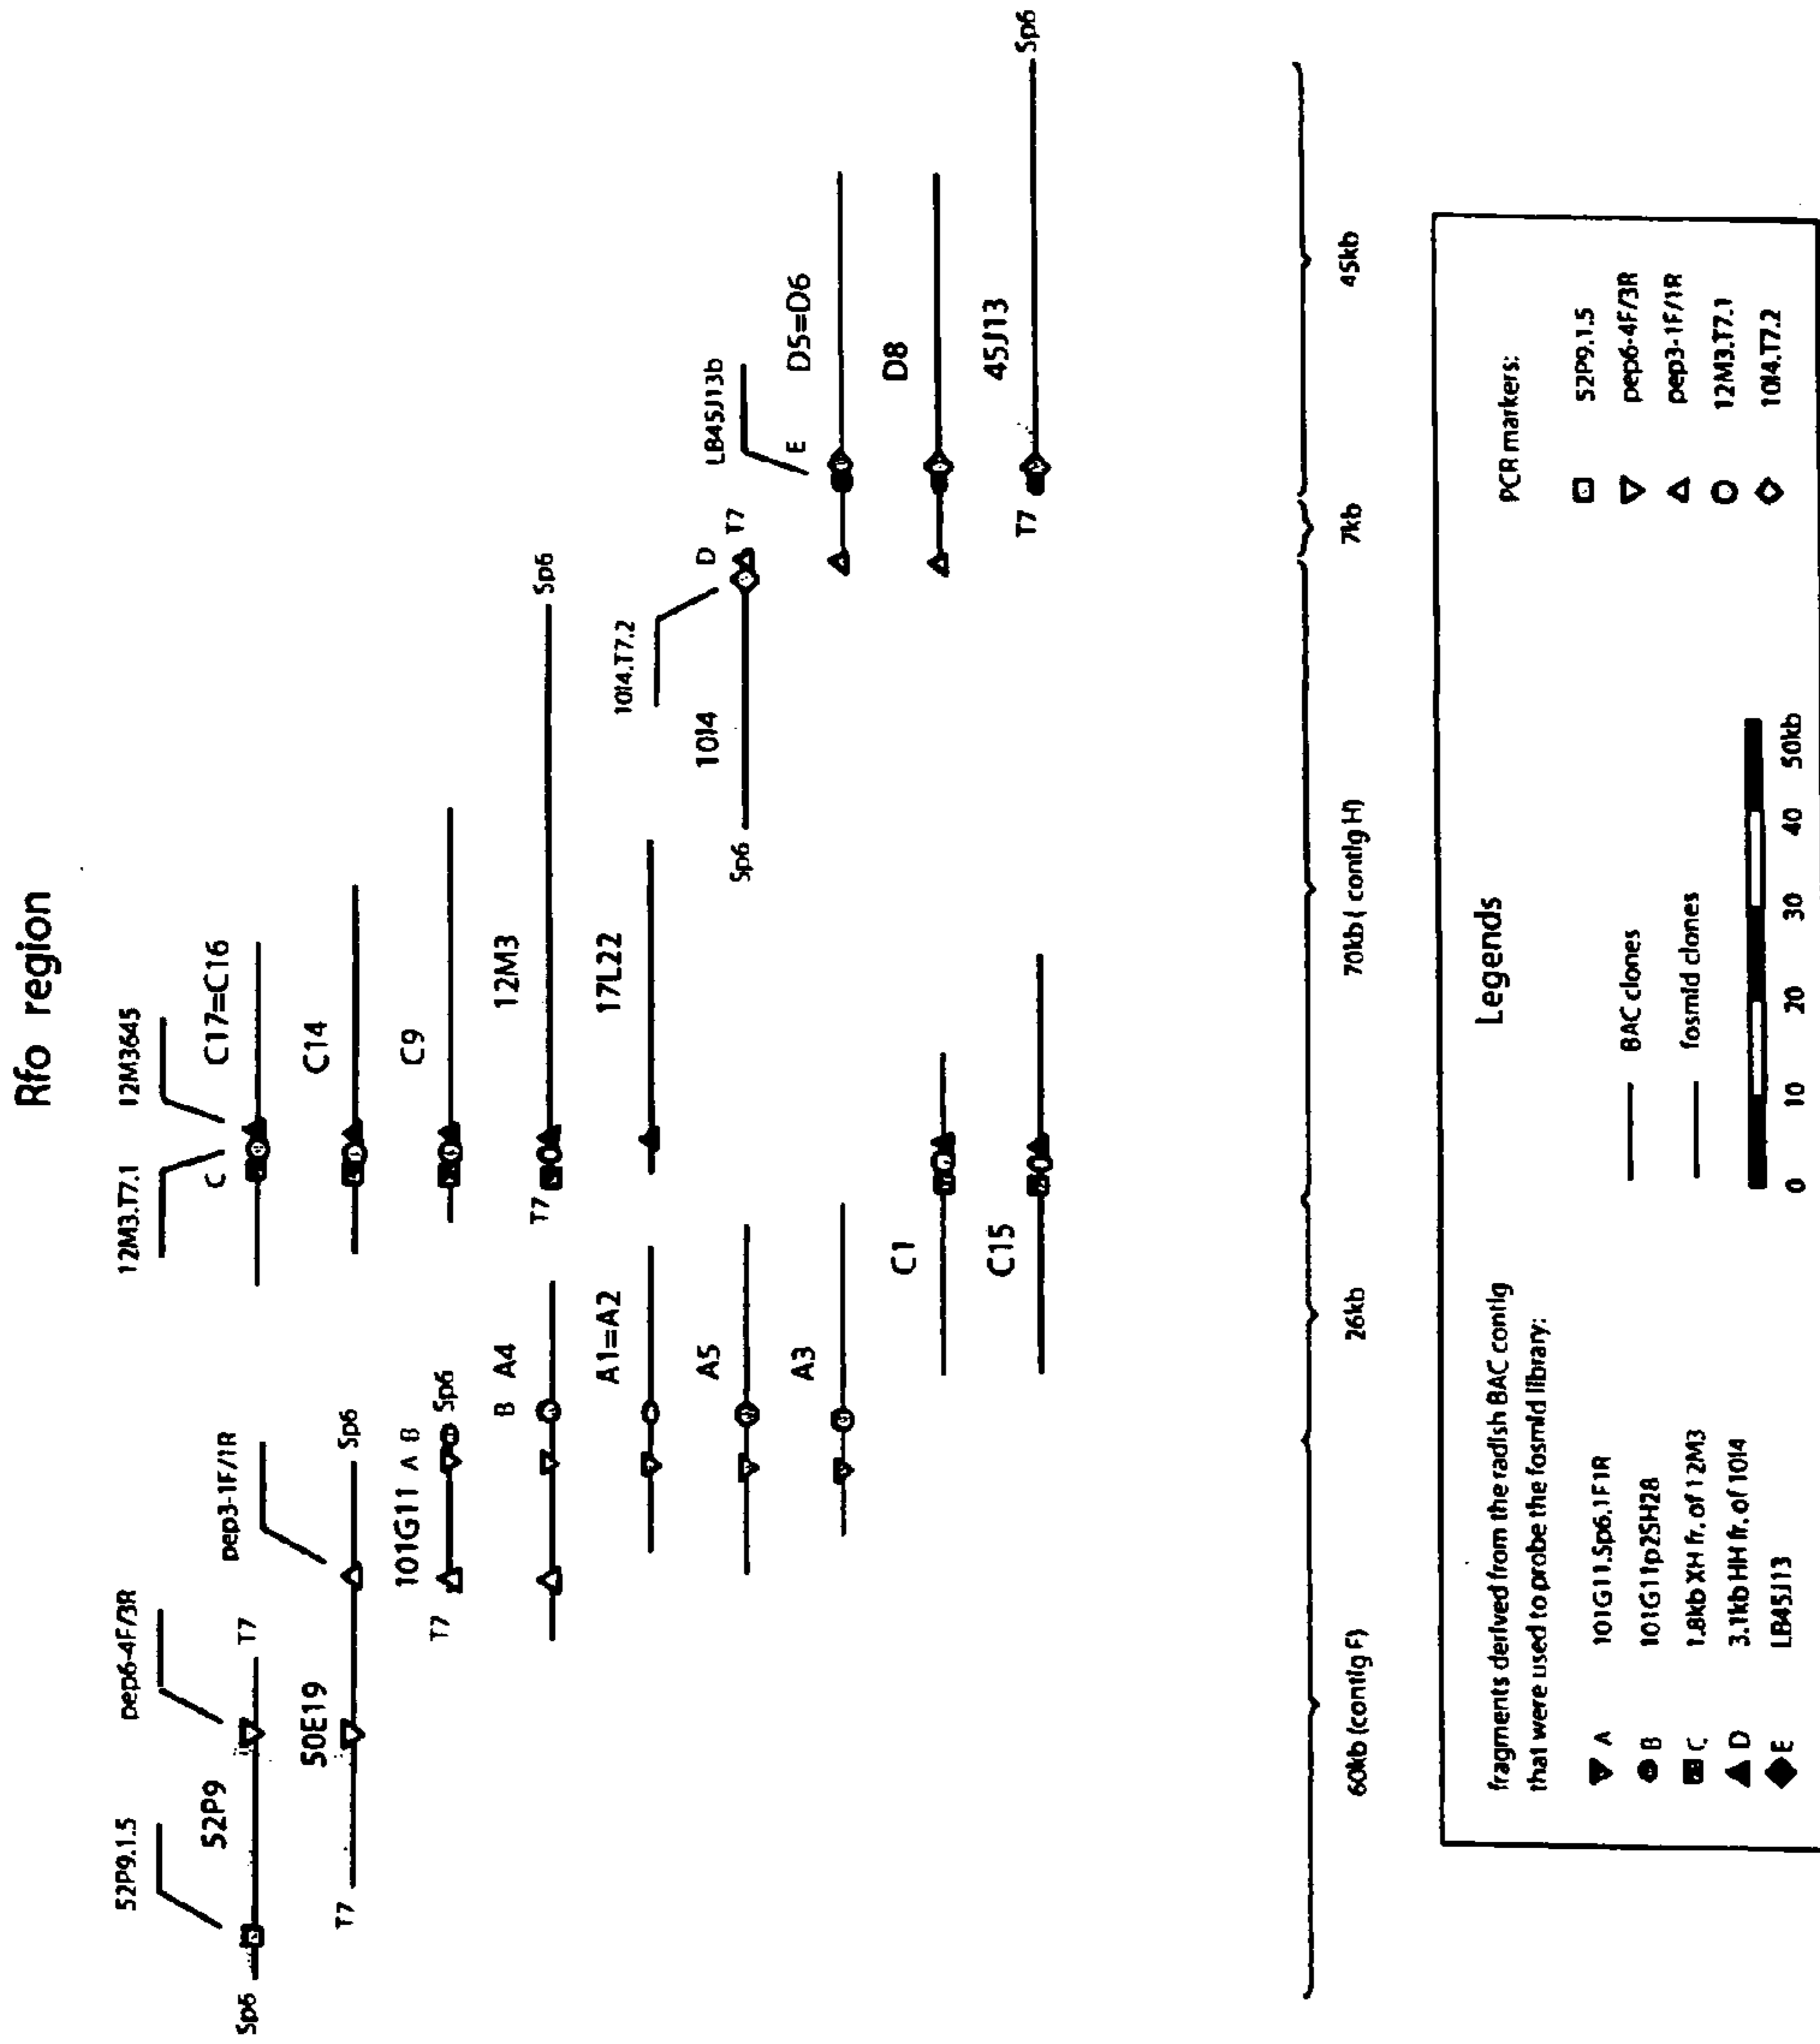 Rfo region
52P9.1.5
pep6-4F/3R
12M3.T7.1
12M3645
Sp6
52P9
T7
C
C17=C16
pep3-1F/1R
T7
50E19
Sp6
C14
101G11 A B
T7
Sp6
C9
B A4
T7
12M3
Sp6
A1=A2
17L22
10I4.T7.2
A5
Sp6
10I4
D
T7
LB45J13b
A3
E
D5=D6
C1
D8
C15
T7
45J13
Sp6
60kb (contig F)
26kb
70kb ( contig H)
7kb
45kb
Legends
fragments derived from the radish BAC contig
that were used to probe the fosmid library:
A 101G11.Sp6.1F1R
B 101G11p2SH28
C 1.8kb XH fr. of 12M3
D 3.1kb HH fr. of 10I4
E LB45J13
BAC clones
fosmid clones
0 10 20 30 40 50kb
PCR markers:
52P9.1.5
pep6-4F/3R
pep3-1F/1R
12M3.T7.1
10I4.T7.2